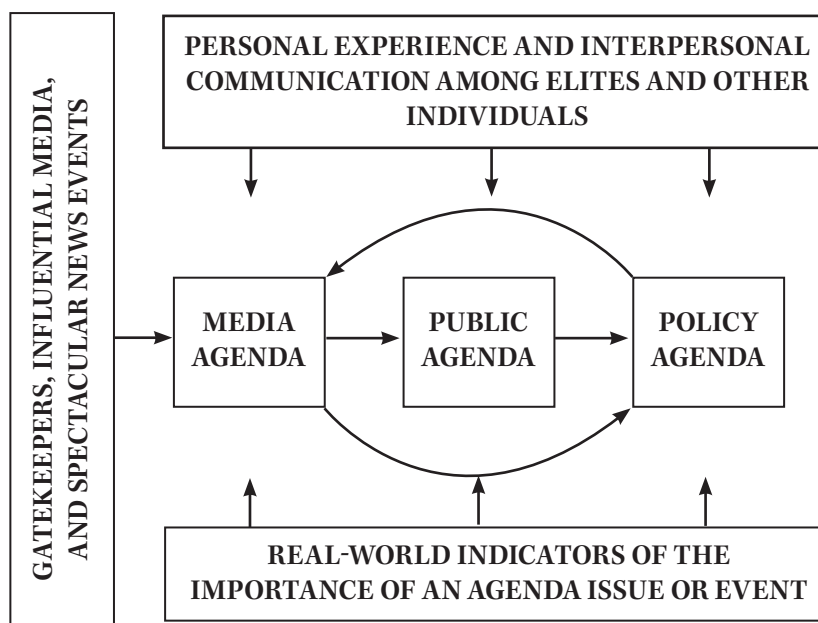 GATEKEEPERS, INFLUENTIAL MEDIA,
AND SPECTACULAR NEWS EVENTS
PERSONAL EXPERIENCE AND INTERPERSONAL
COMMUNICATION AMONG ELITES AND OTHER
INDIVIDUALS
MEDIA
AGENDA
PUBLIC
AGENDA
POLICY
AGENDA
REAL-WORLD INDICATORS OF THE
IMPORTANCE OF AN AGENDA ISSUE OR EVENT